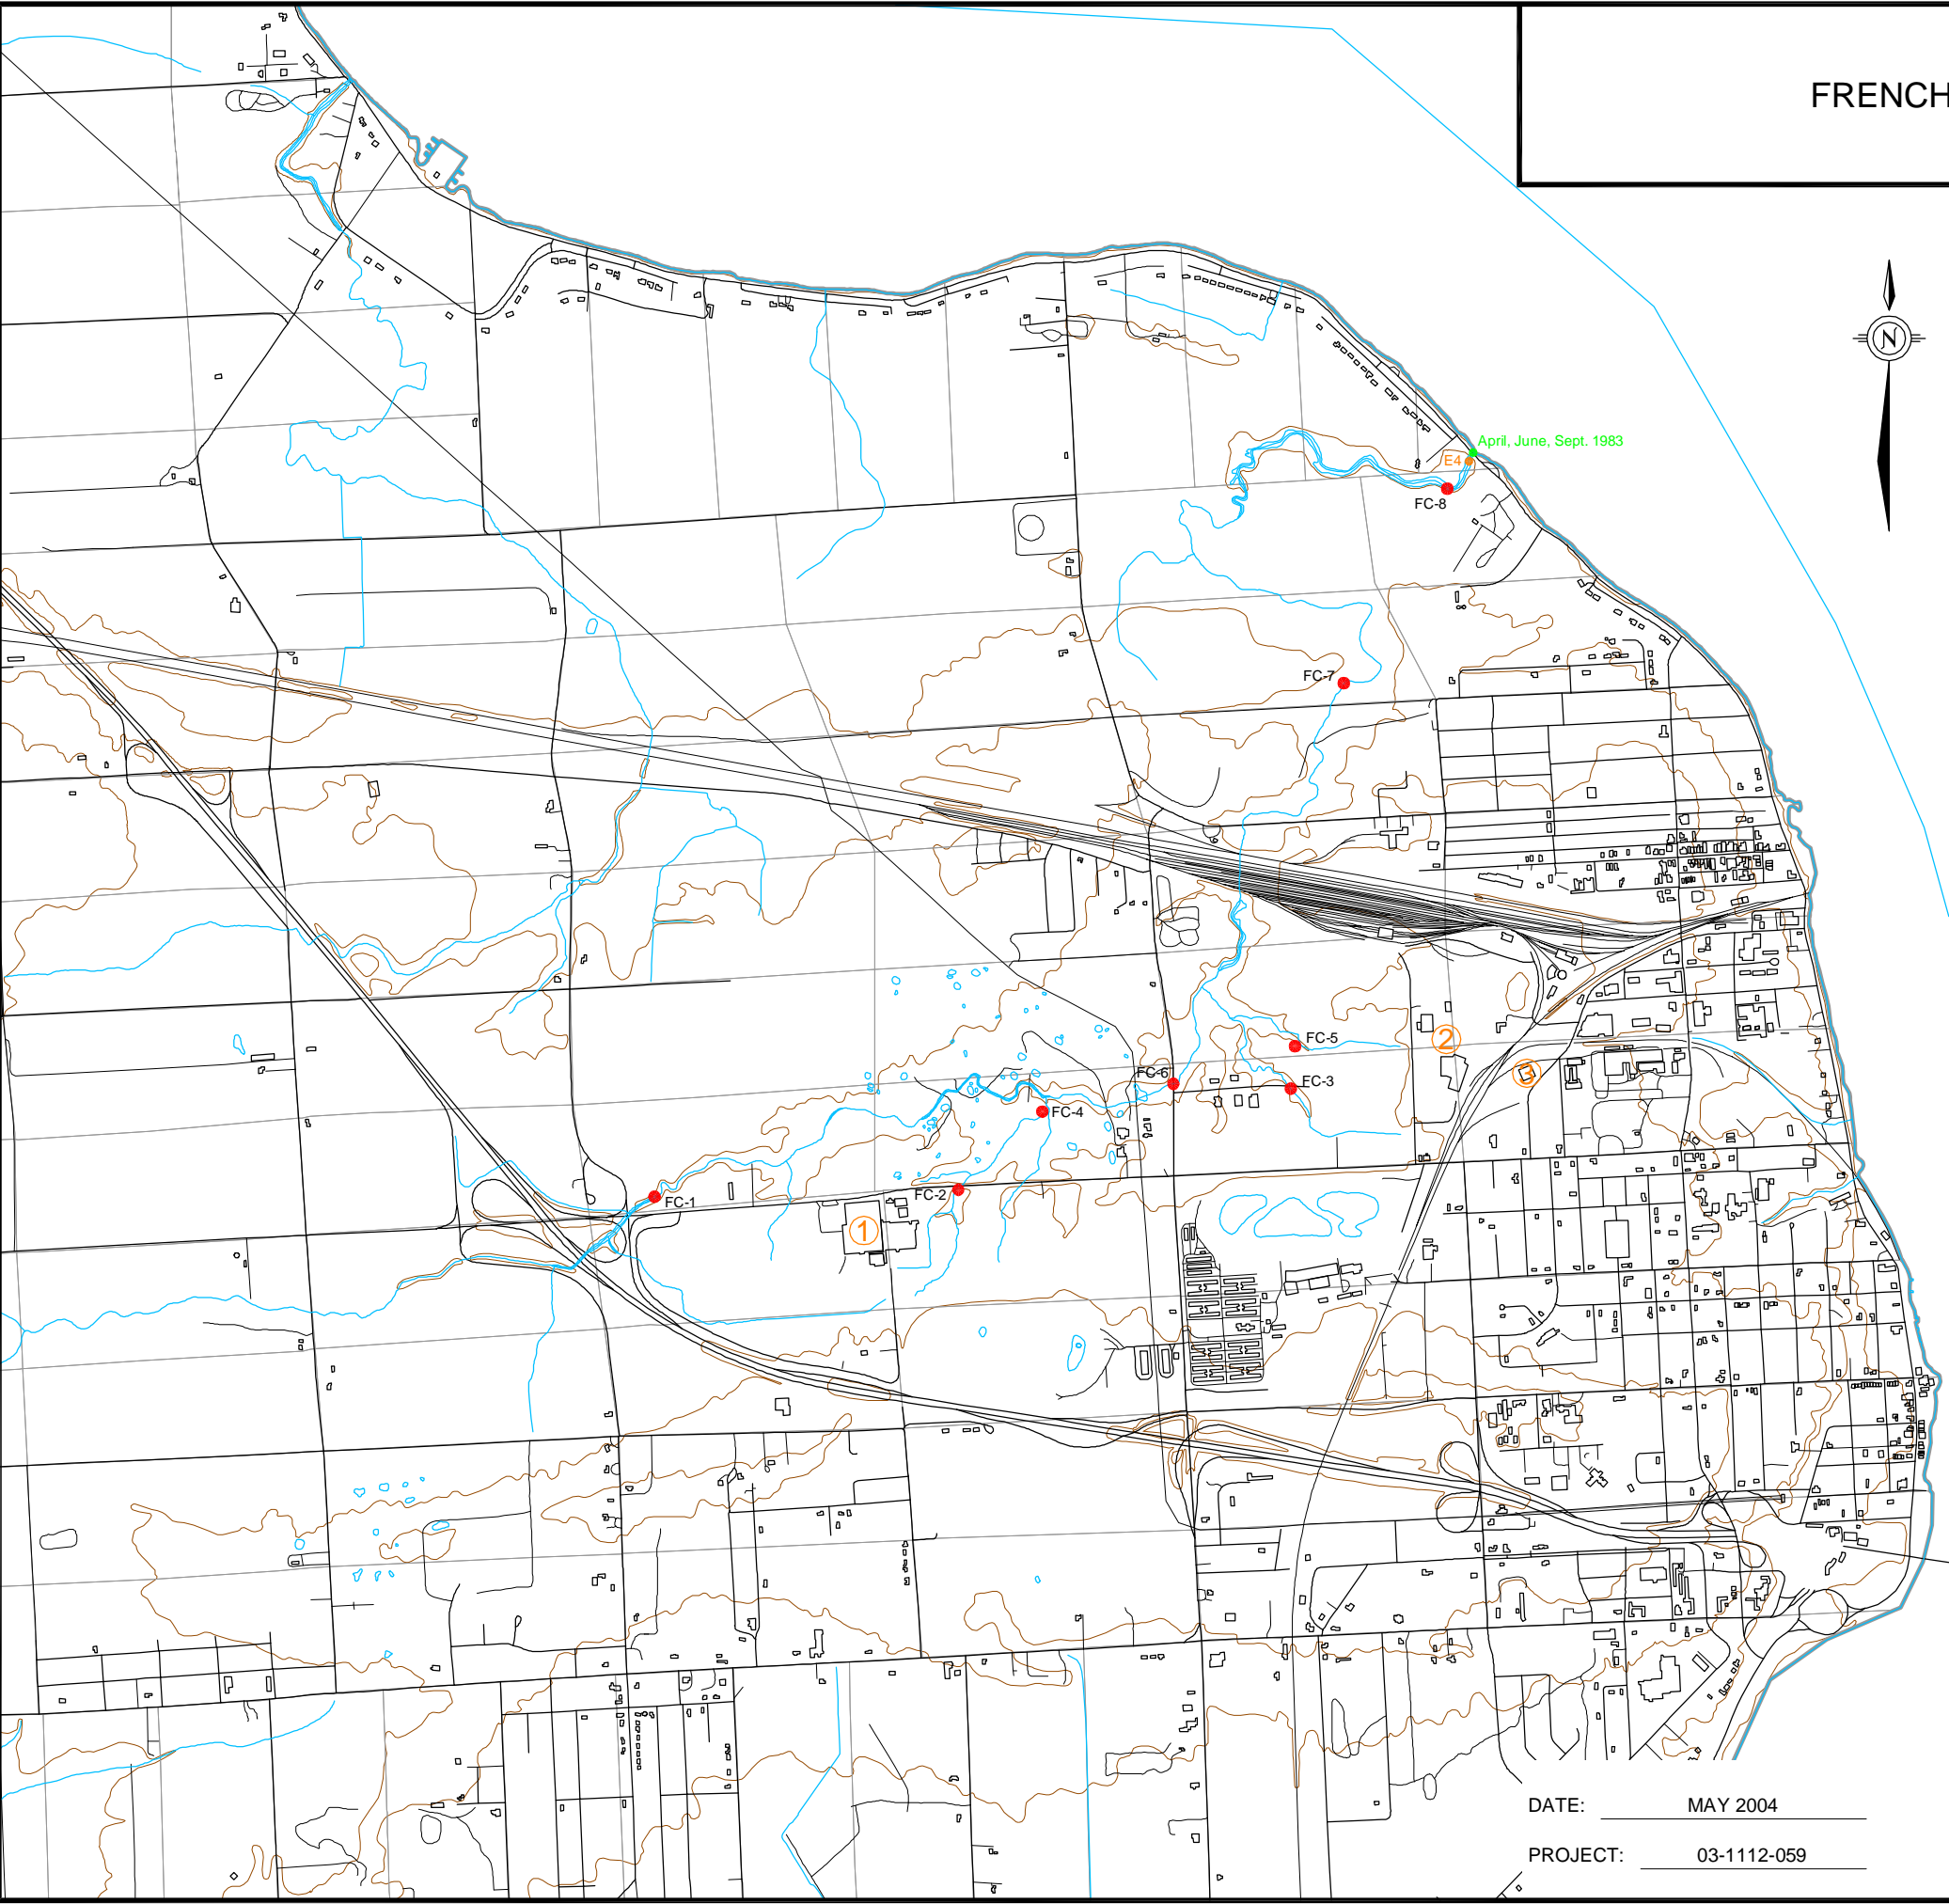 FRENCH
N
April, June, Sept. 1983
E4
FC-8
FC-7
FC-5
FC-6
FC-3
FC-4
FC-1
FC-2
1
2
3
DATE: MAY 2004
PROJECT: 03-1112-059